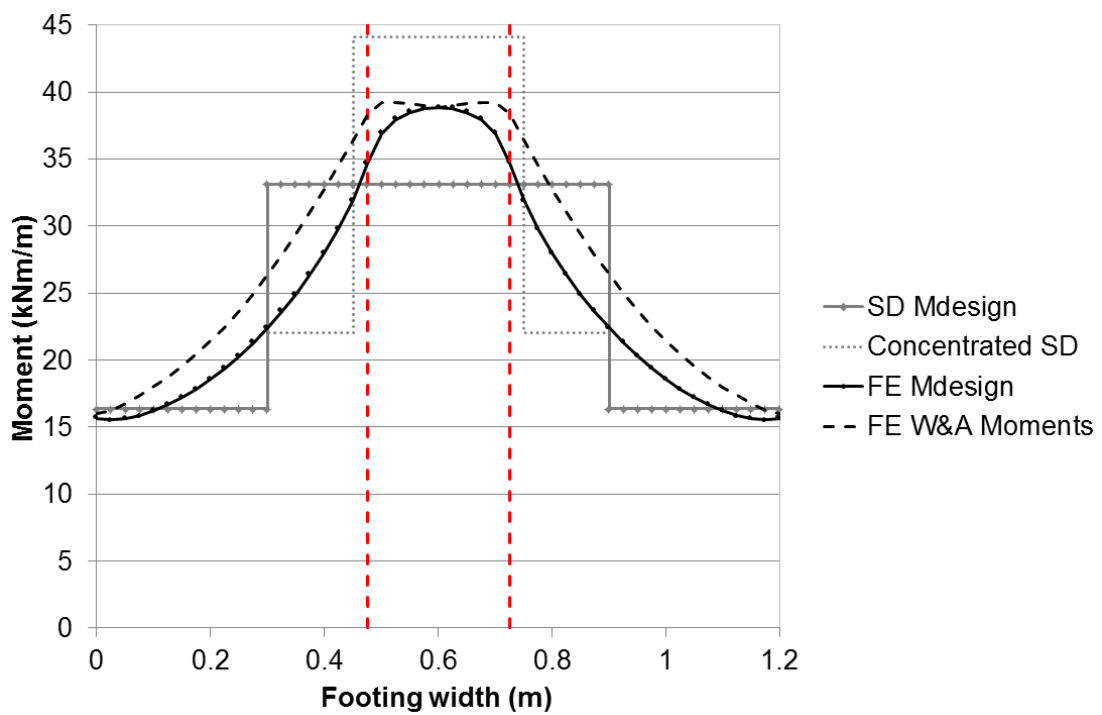 Moment (kNm/m)
45
40
35
30
25
20
15
10
5
0
0
0.2
0.4
0.6
0.8
1
1.2
Footing width (m)
SD Mdesign
Concentrated SD
FE Mdesign
FE W&A Moments